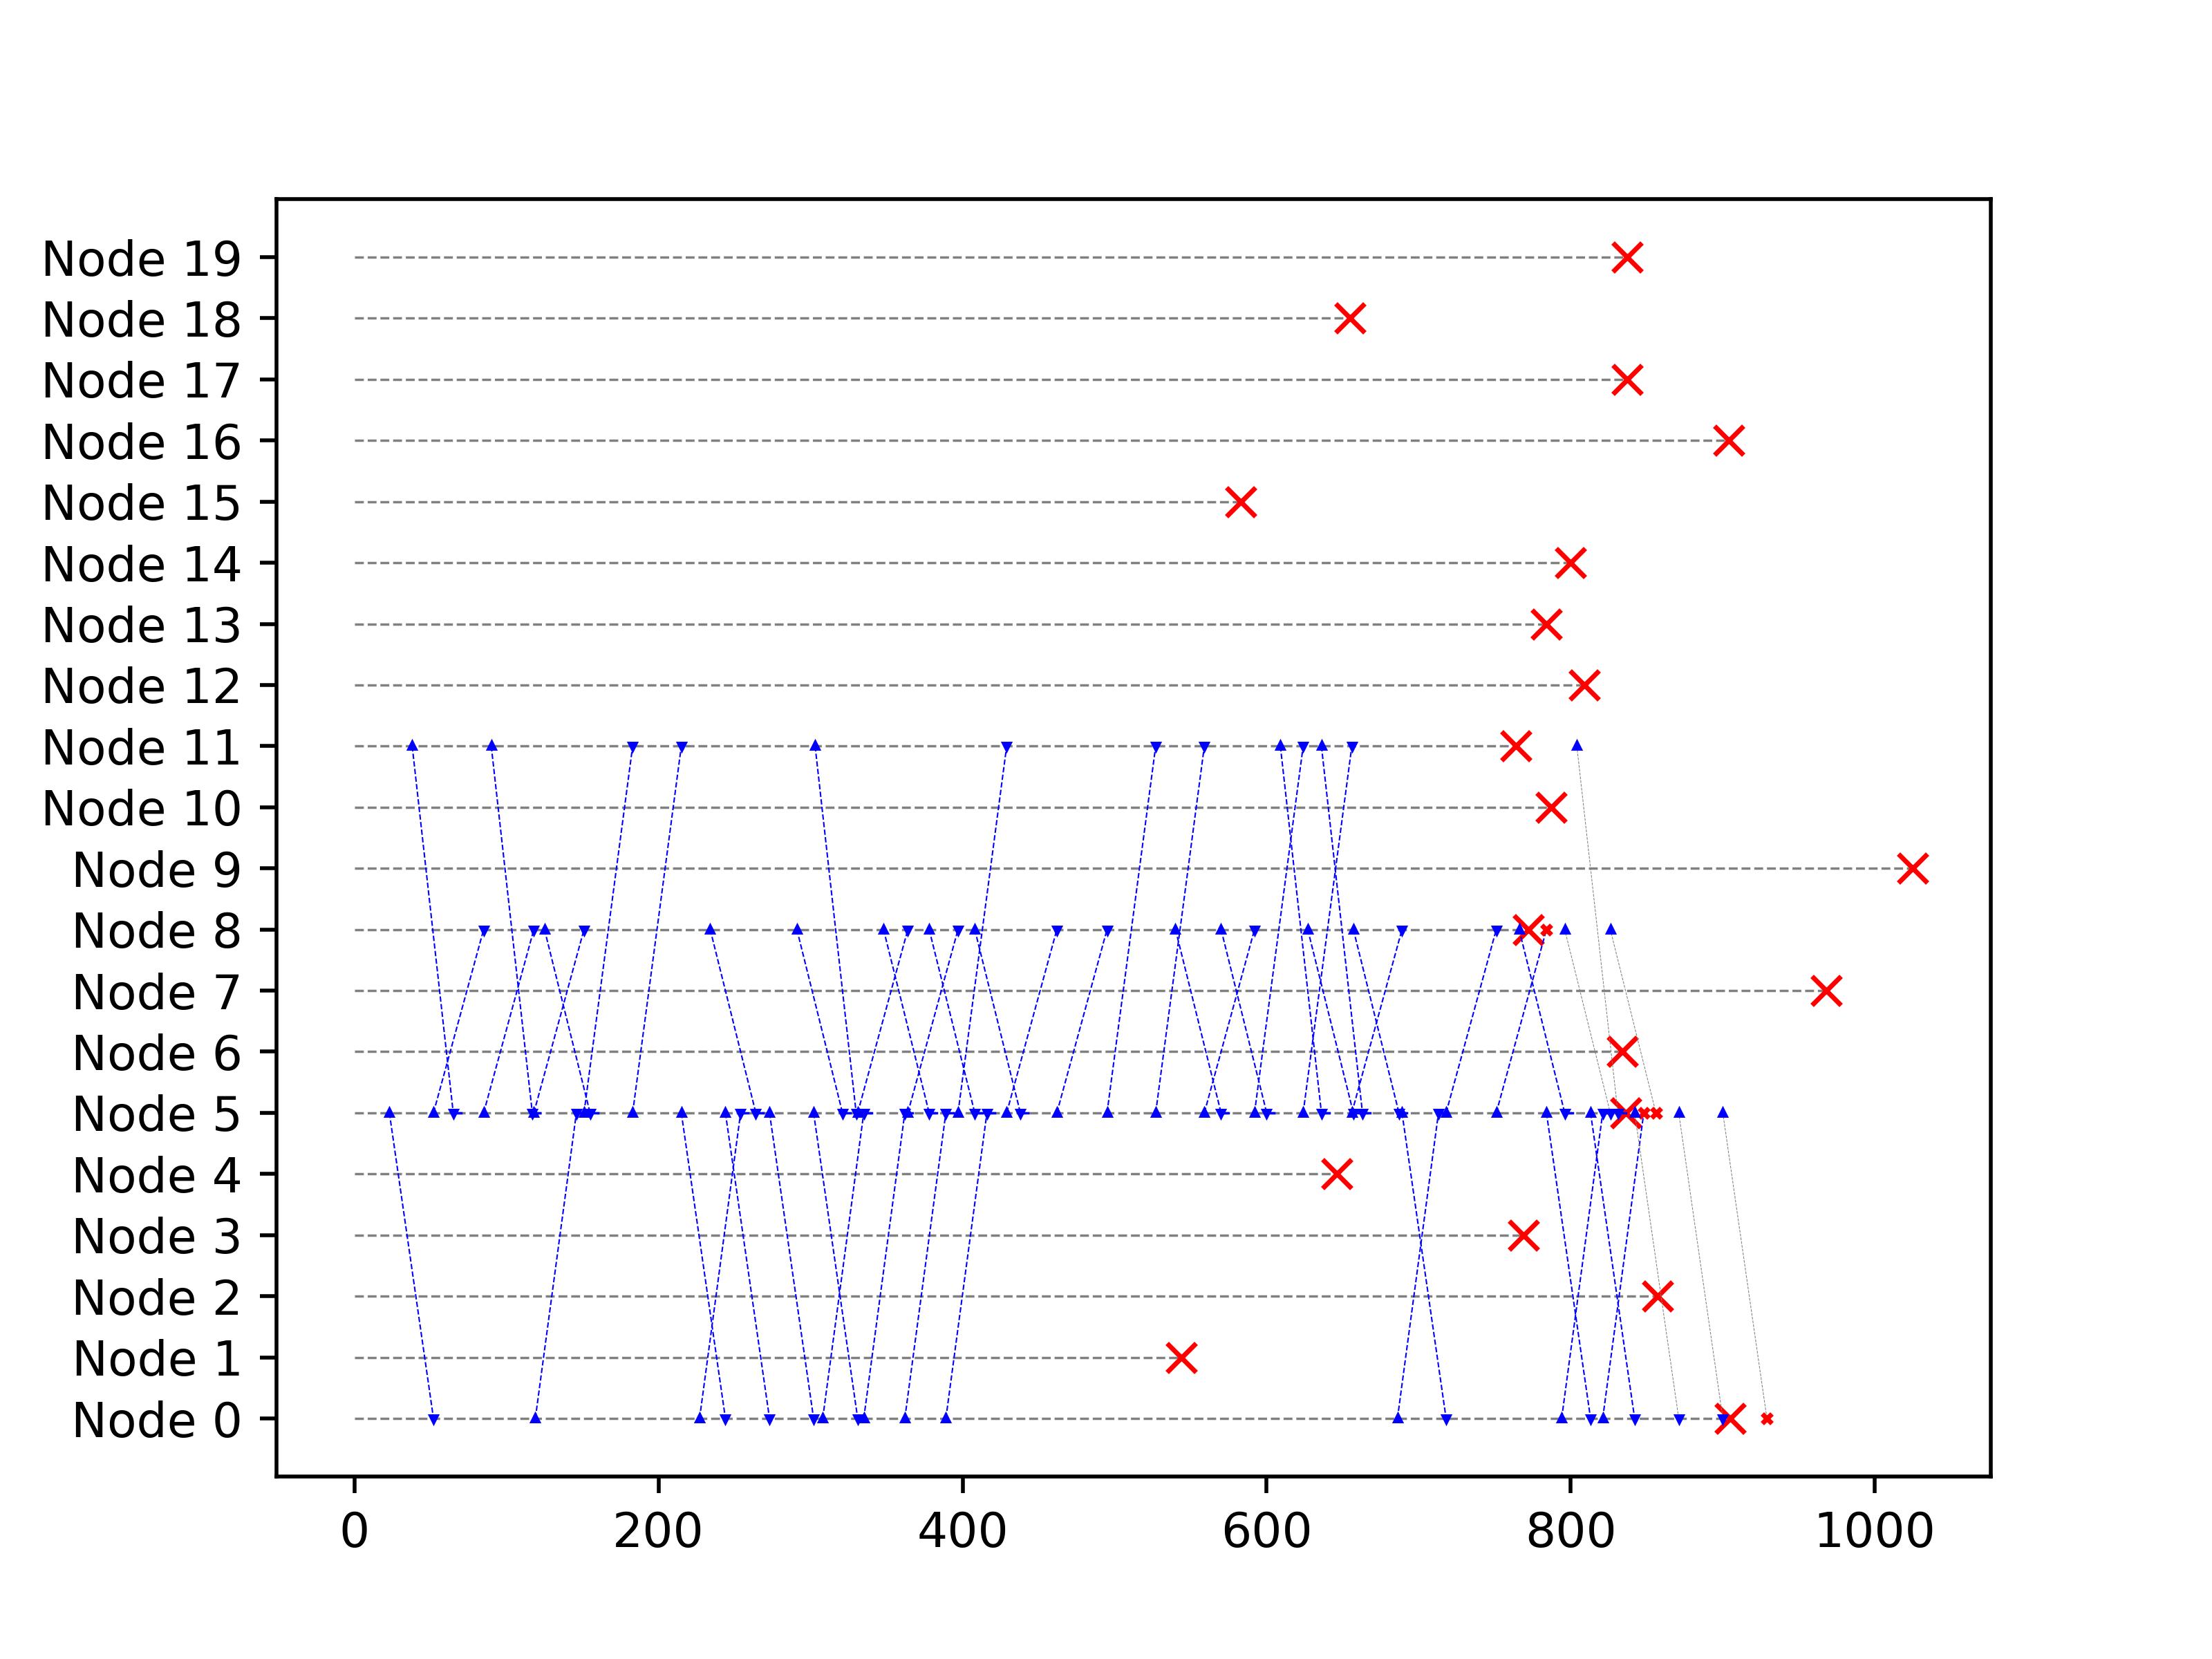 Node 19
Node 18
Node 17
Node 16
Node 15
Node 14
Node 13
Node 12
Node 11
Node 10
Node 9
Node 8
Node 7
Node 6
Node 5
Node 4
Node 3
Node 2
Node 1
Node 0
0 200 400 600 800 1000